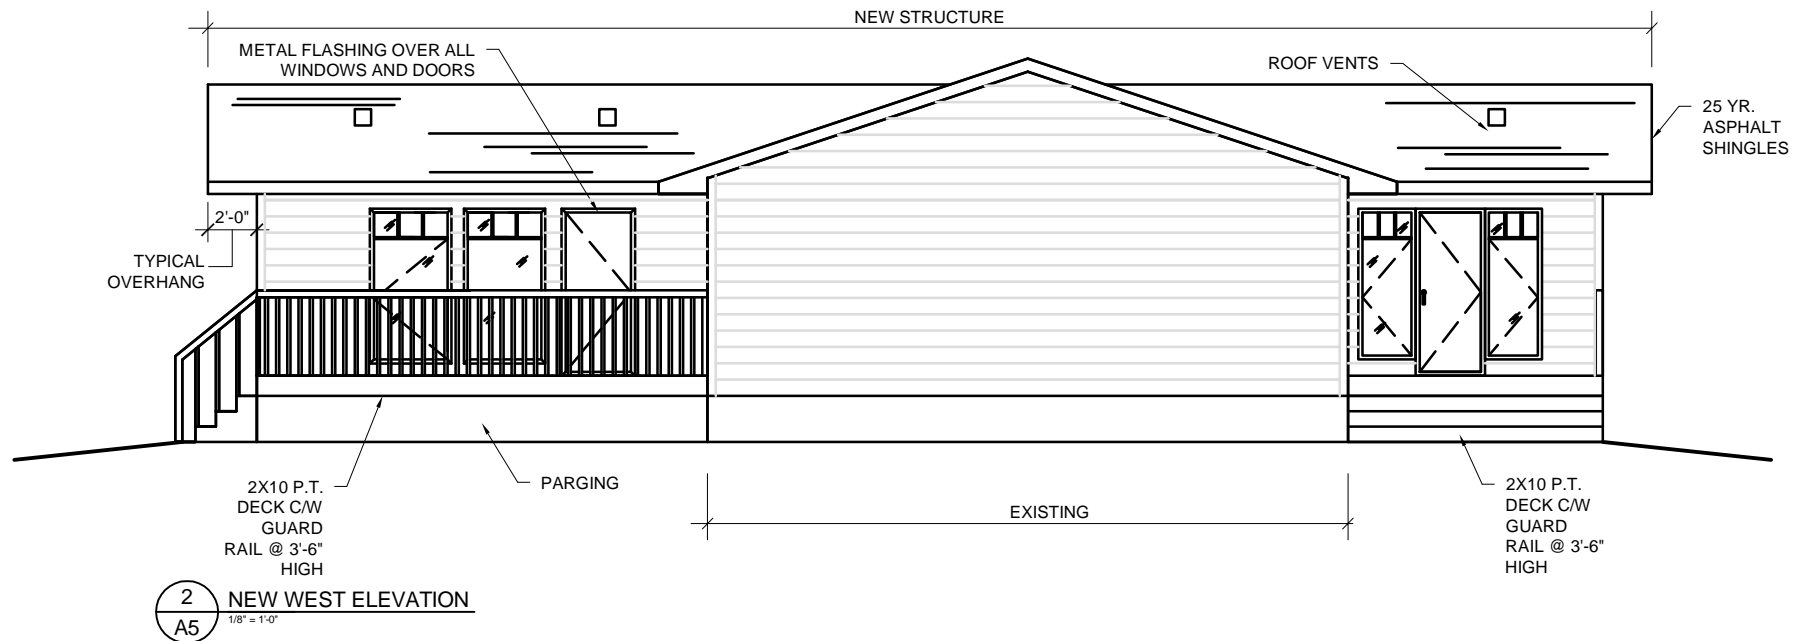 NEW STRUCTURE
METAL FLASHING OVER ALL
WINDOWS AND DOORS
ROOF VENTS
25 YR.
ASPHALT
SHINGLES
2'-0"
TYPICAL
OVERHANG
2X10 P.T.
DECK C/W
GUARD
RAIL @ 3'-6"
HIGH
PARGING
EXISTING
2X10 P.T.
DECK C/W
GUARD
RAIL @ 3'-6"
HIGH
2
A5
NEW WEST ELEVATION
1/8" = 1'-0"